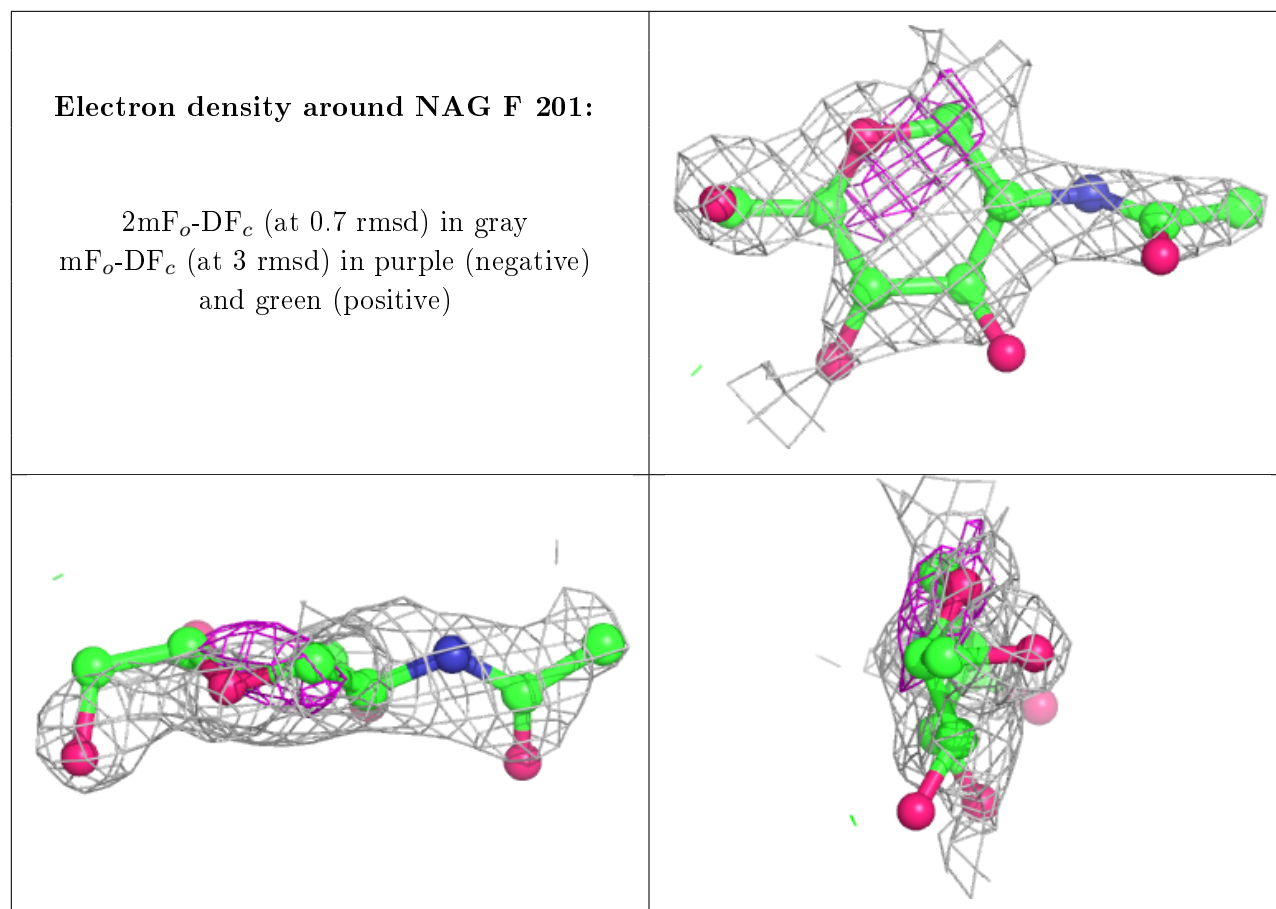 Electron density around NAG F 201:
2mFo-DFc (at 0.7 rmsd) in gray
mFo-DFc (at 3 rmsd) in purple (negative)
and green (positive)